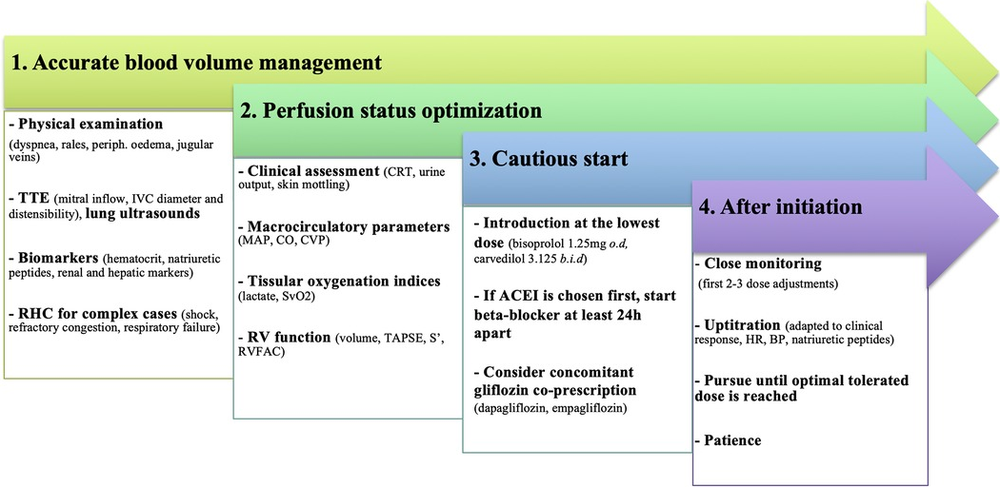 1. Accurate blood volume management
- Physical examination
(dyspnea, rales, periph. oedema, jugular
veins)
- TTE (mitral inflow, IVC diameter and
distensibility), lung ultrasounds
- Biomarkers (hematocrit, natriuretic
peptides, renal and hepatic markers)
- RHC for complex cases (shock,
refractory congestion, respiratory failure)
2. Perfusion status optimization
- Clinical assessment (CRT, urine
output, skin mottling)
- Macrocirculatory parameters
(MAP, CO, CVP)
- Tissular oxygenation indices
(lactate, SvO2)
- RV function (volume, TAPSE, S’,
RVFAC)
3. Cautious start
- Introduction at the lowest
dose (bisoprolol 1.25mg o.d,
carvedilol 3.125 b.i.d)
- If ACEI is chosen first, start
beta-blocker at least 24h
apart
- Consider concomitant
gliflozin co-prescription
(dapagliflozin, empagliflozin)
4. After initiation
- Close monitoring
(first 2-3 dose adjustments)
- Uptitration (adapted to clinical
response, HR, BP, natriuretic peptides)
- Pursue until optimal tolerated
dose is reached
- Patience